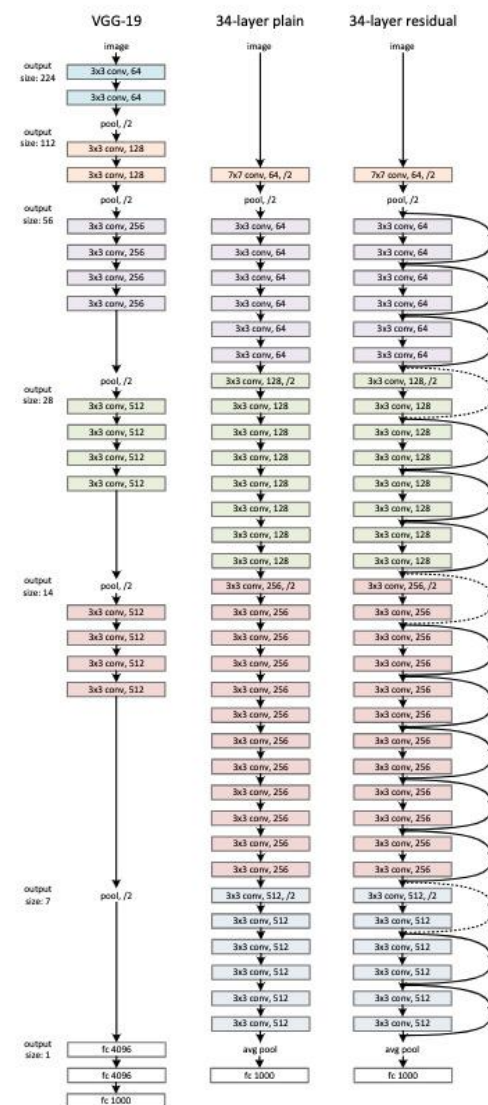 VGG-19
image
output
size: 224
3x3 conv, 64
3x3 conv, 64
pool, /2
output
size: 112
3x3 conv, 128
3x3 conv, 128
pool, /2
output
size: 56
3x3 conv, 256
3x3 conv, 256
3x3 conv, 256
3x3 conv, 256
pool, /2
output
size: 28
3x3 conv, 512
3x3 conv, 512
3x3 conv, 512
3x3 conv, 512
pool, /2
output
size: 14
3x3 conv, 512
3x3 conv, 512
3x3 conv, 512
3x3 conv, 512
pool, /2
output
size: 7
output
size: 1
fc 4096
fc 4096
fc 1000
34-layer plain
image
7x7 conv, 64, /2
pool, /2
3x3 conv, 64
3x3 conv, 64
3x3 conv, 64
3x3 conv, 64
3x3 conv, 64
3x3 conv, 64
3x3 conv, 128, /2
3x3 conv, 128
3x3 conv, 128
3x3 conv, 128
3x3 conv, 128
3x3 conv, 128
3x3 conv, 128
3x3 conv, 128
3x3 conv, 256, /2
3x3 conv, 256
3x3 conv, 256
3x3 conv, 256
3x3 conv, 256
3x3 conv, 256
3x3 conv, 256
3x3 conv, 256
3x3 conv, 256
3x3 conv, 256
3x3 conv, 256
3x3 conv, 256
3x3 conv, 512, /2
3x3 conv, 512
3x3 conv, 512
3x3 conv, 512
3x3 conv, 512
3x3 conv, 512
avg pool
fc 1000
34-layer residual
image
7x7 conv, 64, /2
pool, /2
3x3 conv, 64
3x3 conv, 64
3x3 conv, 64
3x3 conv, 64
3x3 conv, 64
3x3 conv, 64
3x3 conv, 128, /2
3x3 conv, 128
3x3 conv, 128
3x3 conv, 128
3x3 conv, 128
3x3 conv, 128
3x3 conv, 128
3x3 conv, 128
3x3 conv, 256, /2
3x3 conv, 256
3x3 conv, 256
3x3 conv, 256
3x3 conv, 256
3x3 conv, 256
3x3 conv, 256
3x3 conv, 256
3x3 conv, 256
3x3 conv, 256
3x3 conv, 256
3x3 conv, 256
3x3 conv, 512, /2
3x3 conv, 512
3x3 conv, 512
3x3 conv, 512
3x3 conv, 512
3x3 conv, 512
avg pool
fc 1000